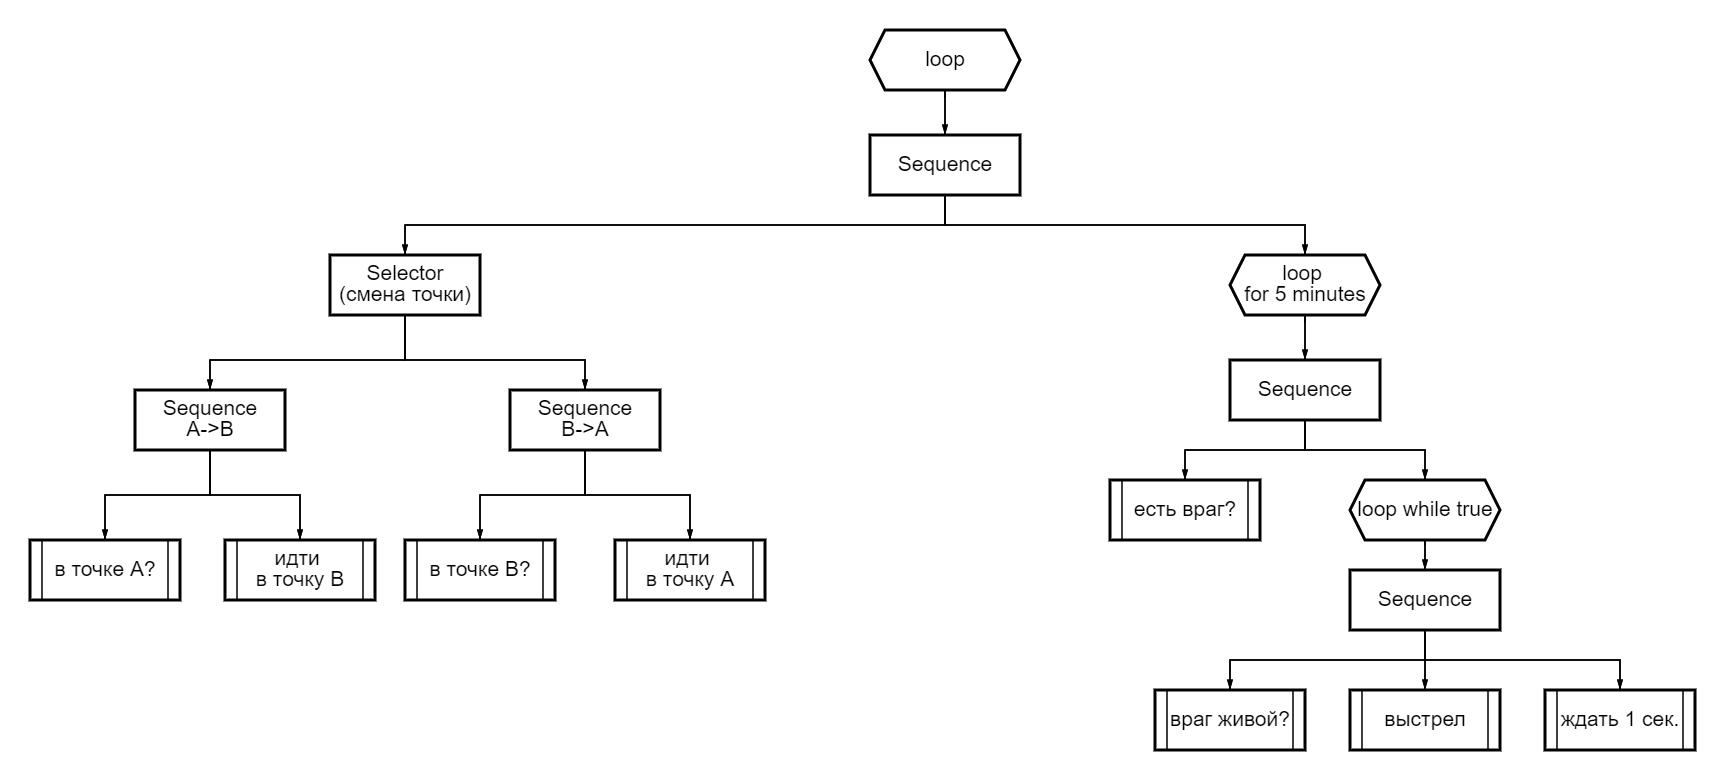 loop
Sequence
Selector
(смена точки)
loop
for 5 minutes
Sequence
A->B
Sequence
B->A
Sequence
есть враг?
loop while true
в точке A?
идти
в точку B
в точке B?
идти
в точку A
Sequence
враг живой?
выстрел
ждать 1 сек.